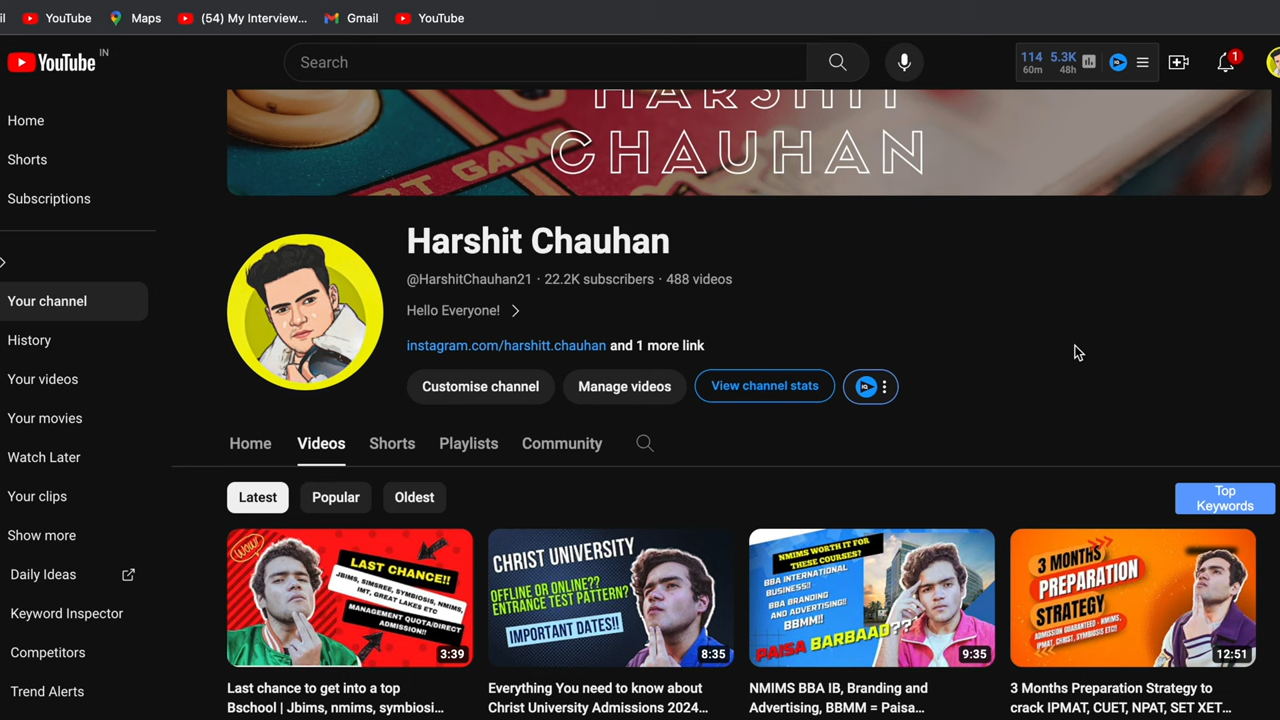 il YouTube Maps (54) My Interview... Gmail YouTube
YouTube IN
Search
114 5.3K
60m 48h
1
HARSHIT
CHAUHAN
RT GAM
Home
Shorts
Subscriptions
Your channel
History
Your videos
Your movies
Watch Later
Your clips
Show more
Daily Ideas
Keyword Inspector
Competitors
Trend Alerts
Harshit Chauhan
@HarshitChauhan21 · 22.2K subscribers · 488 videos
Hello Everyone!
instagram.com/harshitt.chauhan and 1 more link
Customise channel Manage videos View channel stats IQ
Home Videos Shorts Playlists Community
Latest Popular Oldest
Top
Keywords
Wow!
LAST CHANCE!!
JBIMS, SIMSREE, SYMBIOSIS, NMIMS,
IMT, GREAT LAKES ETC
MANAGEMENT QUOTA/DIRECT
ADMISSION!!
3:39
Last chance to get into a top
Bschool | Jbims, nmims, symbiosi...
CHRIST UNIVERSITY
OFFLINE OR ONLINE??
ENTRANCE TEST PATTERN?
IMPORTANT DATES!!
8:35
Everything You need to know about
Christ University Admissions 2024...
NMIMS WORTH IT FOR
THESE COURSES?
BBA INTERNATIONAL
BUSINESS!!
BBA BRANDING
AND ADVERTISING!!
BBMM!!
PAISA BARBAAD??
9:35
NMIMS BBA IB, Branding and
Advertising, BBMM = Paisa...
3 MONTHS
PREPARATION
STRATEGY
ADMISSION GUARANTEED - NMIMS,
IPMAT, CHRIST, SYMBIOSIS ETC!!
12:51
3 Months Preparation Strategy to
crack IPMAT, CUET, NPAT, SET XET...